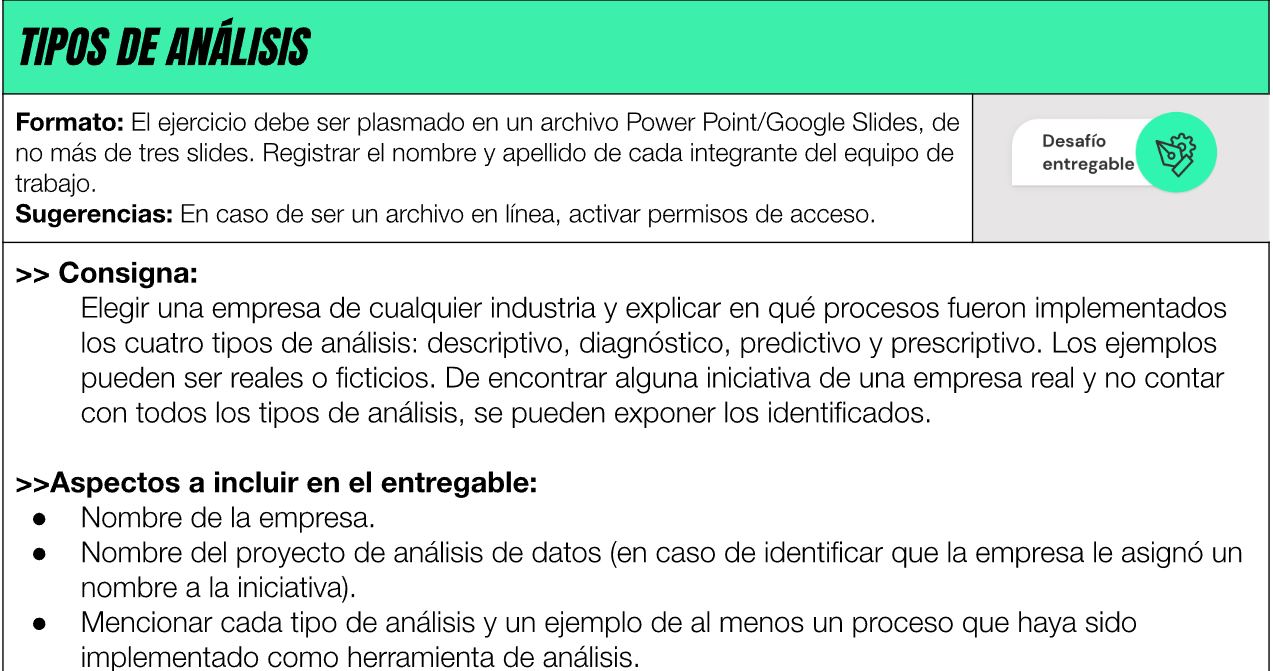 TIPOS DE ANÁLISIS
Formato: El ejercicio debe ser plasmado en un archivo Power Point/Google Slides, de
no más de tres slides. Registrar el nombre y apellido de cada integrante del equipo de
trabajo.
Sugerencias: En caso de ser un archivo en línea, activar permisos de acceso.
Desafío
entregable
>> Consigna:
Elegir una empresa de cualquier industria y explicar en qué procesos fueron implementados
los cuatro tipos de análisis: descriptivo, diagnóstico, predictivo y prescriptivo. Los ejemplos
pueden ser reales o ficticios. De encontrar alguna iniciativa de una empresa real y no contar
con todos los tipos de análisis, se pueden exponer los identificados.
>>Aspectos a incluir en el entregable:
● Nombre de la empresa.
● Nombre del proyecto de análisis de datos (en caso de identificar que la empresa le asignó un
nombre a la iniciativa).
● Mencionar cada tipo de análisis y un ejemplo de al menos un proceso que haya sido
implementado como herramienta de análisis.